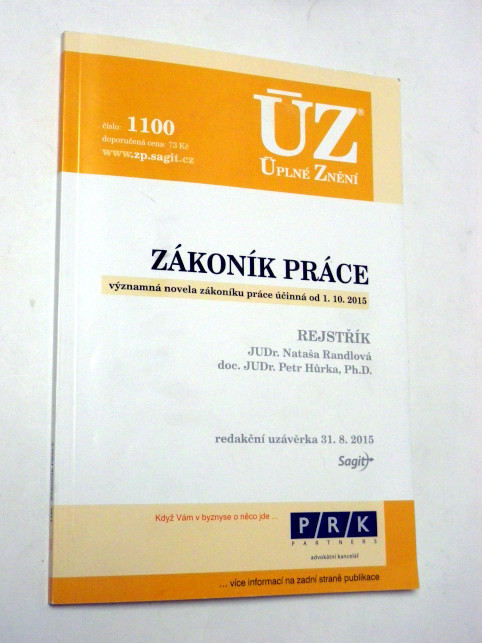 číslo: 1100
doporučená cena: 73 Kč
www.zp.sagit.cz
ÚZ®
ÚPLNÉ ZNĚNÍ
ZÁKONÍK PRÁCE
významná novela zákoníku práce účinná od 1. 10. 2015
REJSTŘÍK
JUDr. Nataša Randlová
doc. JUDr. Petr Hůrka, Ph.D.
redakční uzávěrka 31. 8. 2015
Sagit
Když Vám v byznyse o něco jde ...
P/R/K
PARTNERS
advokátní kancelář
... více informací na zadní straně publikace